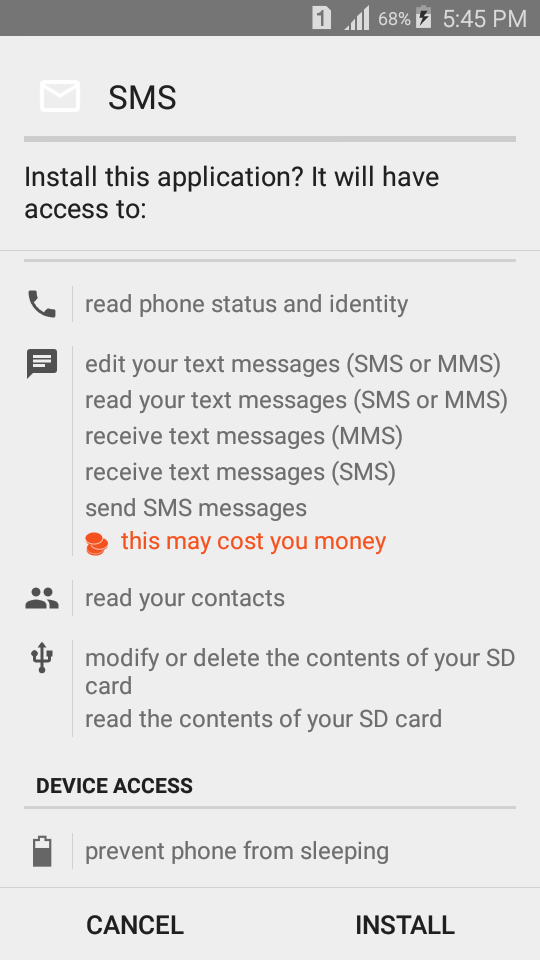 1 68% 5:45 PM
SMS
Install this application? It will have
access to:
read phone status and identity
edit your text messages (SMS or MMS)
read your text messages (SMS or MMS)
receive text messages (MMS)
receive text messages (SMS)
send SMS messages
this may cost you money
read your contacts
modify or delete the contents of your SD
card
read the contents of your SD card
DEVICE ACCESS
prevent phone from sleeping
CANCEL INSTALL